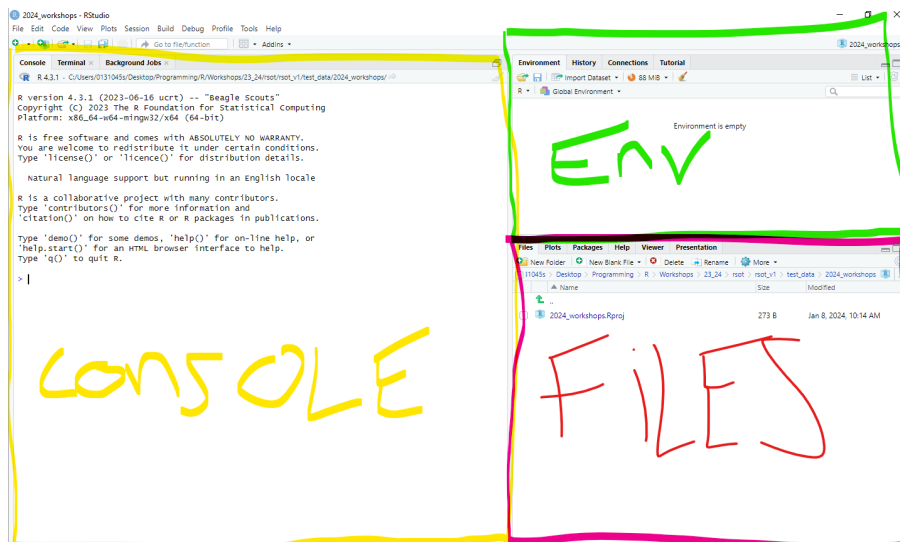 2024_workshops - RStudio
File Edit Code View Plots Session Build Debug Profile Tools Help
Go to file/function Addins
2024_workshops
Console Terminal Background Jobs
R 4.3.1 · C:/Users/0131045s/Desktop/Programming/R/Workshops/23_24/rsot/rsot_v1/test_data/2024_workshops/
R version 4.3.1 (2023-06-16 ucrt) -- "Beagle Scouts"
Copyright (C) 2023 The R Foundation for Statistical Computing
Platform: x86_64-w64-mingw32/x64 (64-bit)
R is free software and comes with ABSOLUTELY NO WARRANTY.
You are welcome to redistribute it under certain conditions.
Type 'license()' or 'licence()' for distribution details.
Natural language support but running in an English locale
R is a collaborative project with many contributors.
Type 'contributors()' for more information and
'citation()' on how to cite R or R packages in publications.
Type 'demo()' for some demos, 'help()' for on-line help, or
'help.start()' for an HTML browser interface to help.
Type 'q()' to quit R.
>
CONSOLE
Environment History Connections Tutorial
Import Dataset 88 MiB List
R Global Environment
Environment is empty
Env
Files Plots Packages Help Viewer Presentation
New Folder New Blank File Delete Rename More
Desktop > Programming > R > Workshops > 23_24 > rsot > rsot_v1 > test_data > 2024_workshops
Name Size Modified
..
2024_workshops.Rproj 273 B Jan 8, 2024, 10:14 AM
FiLES